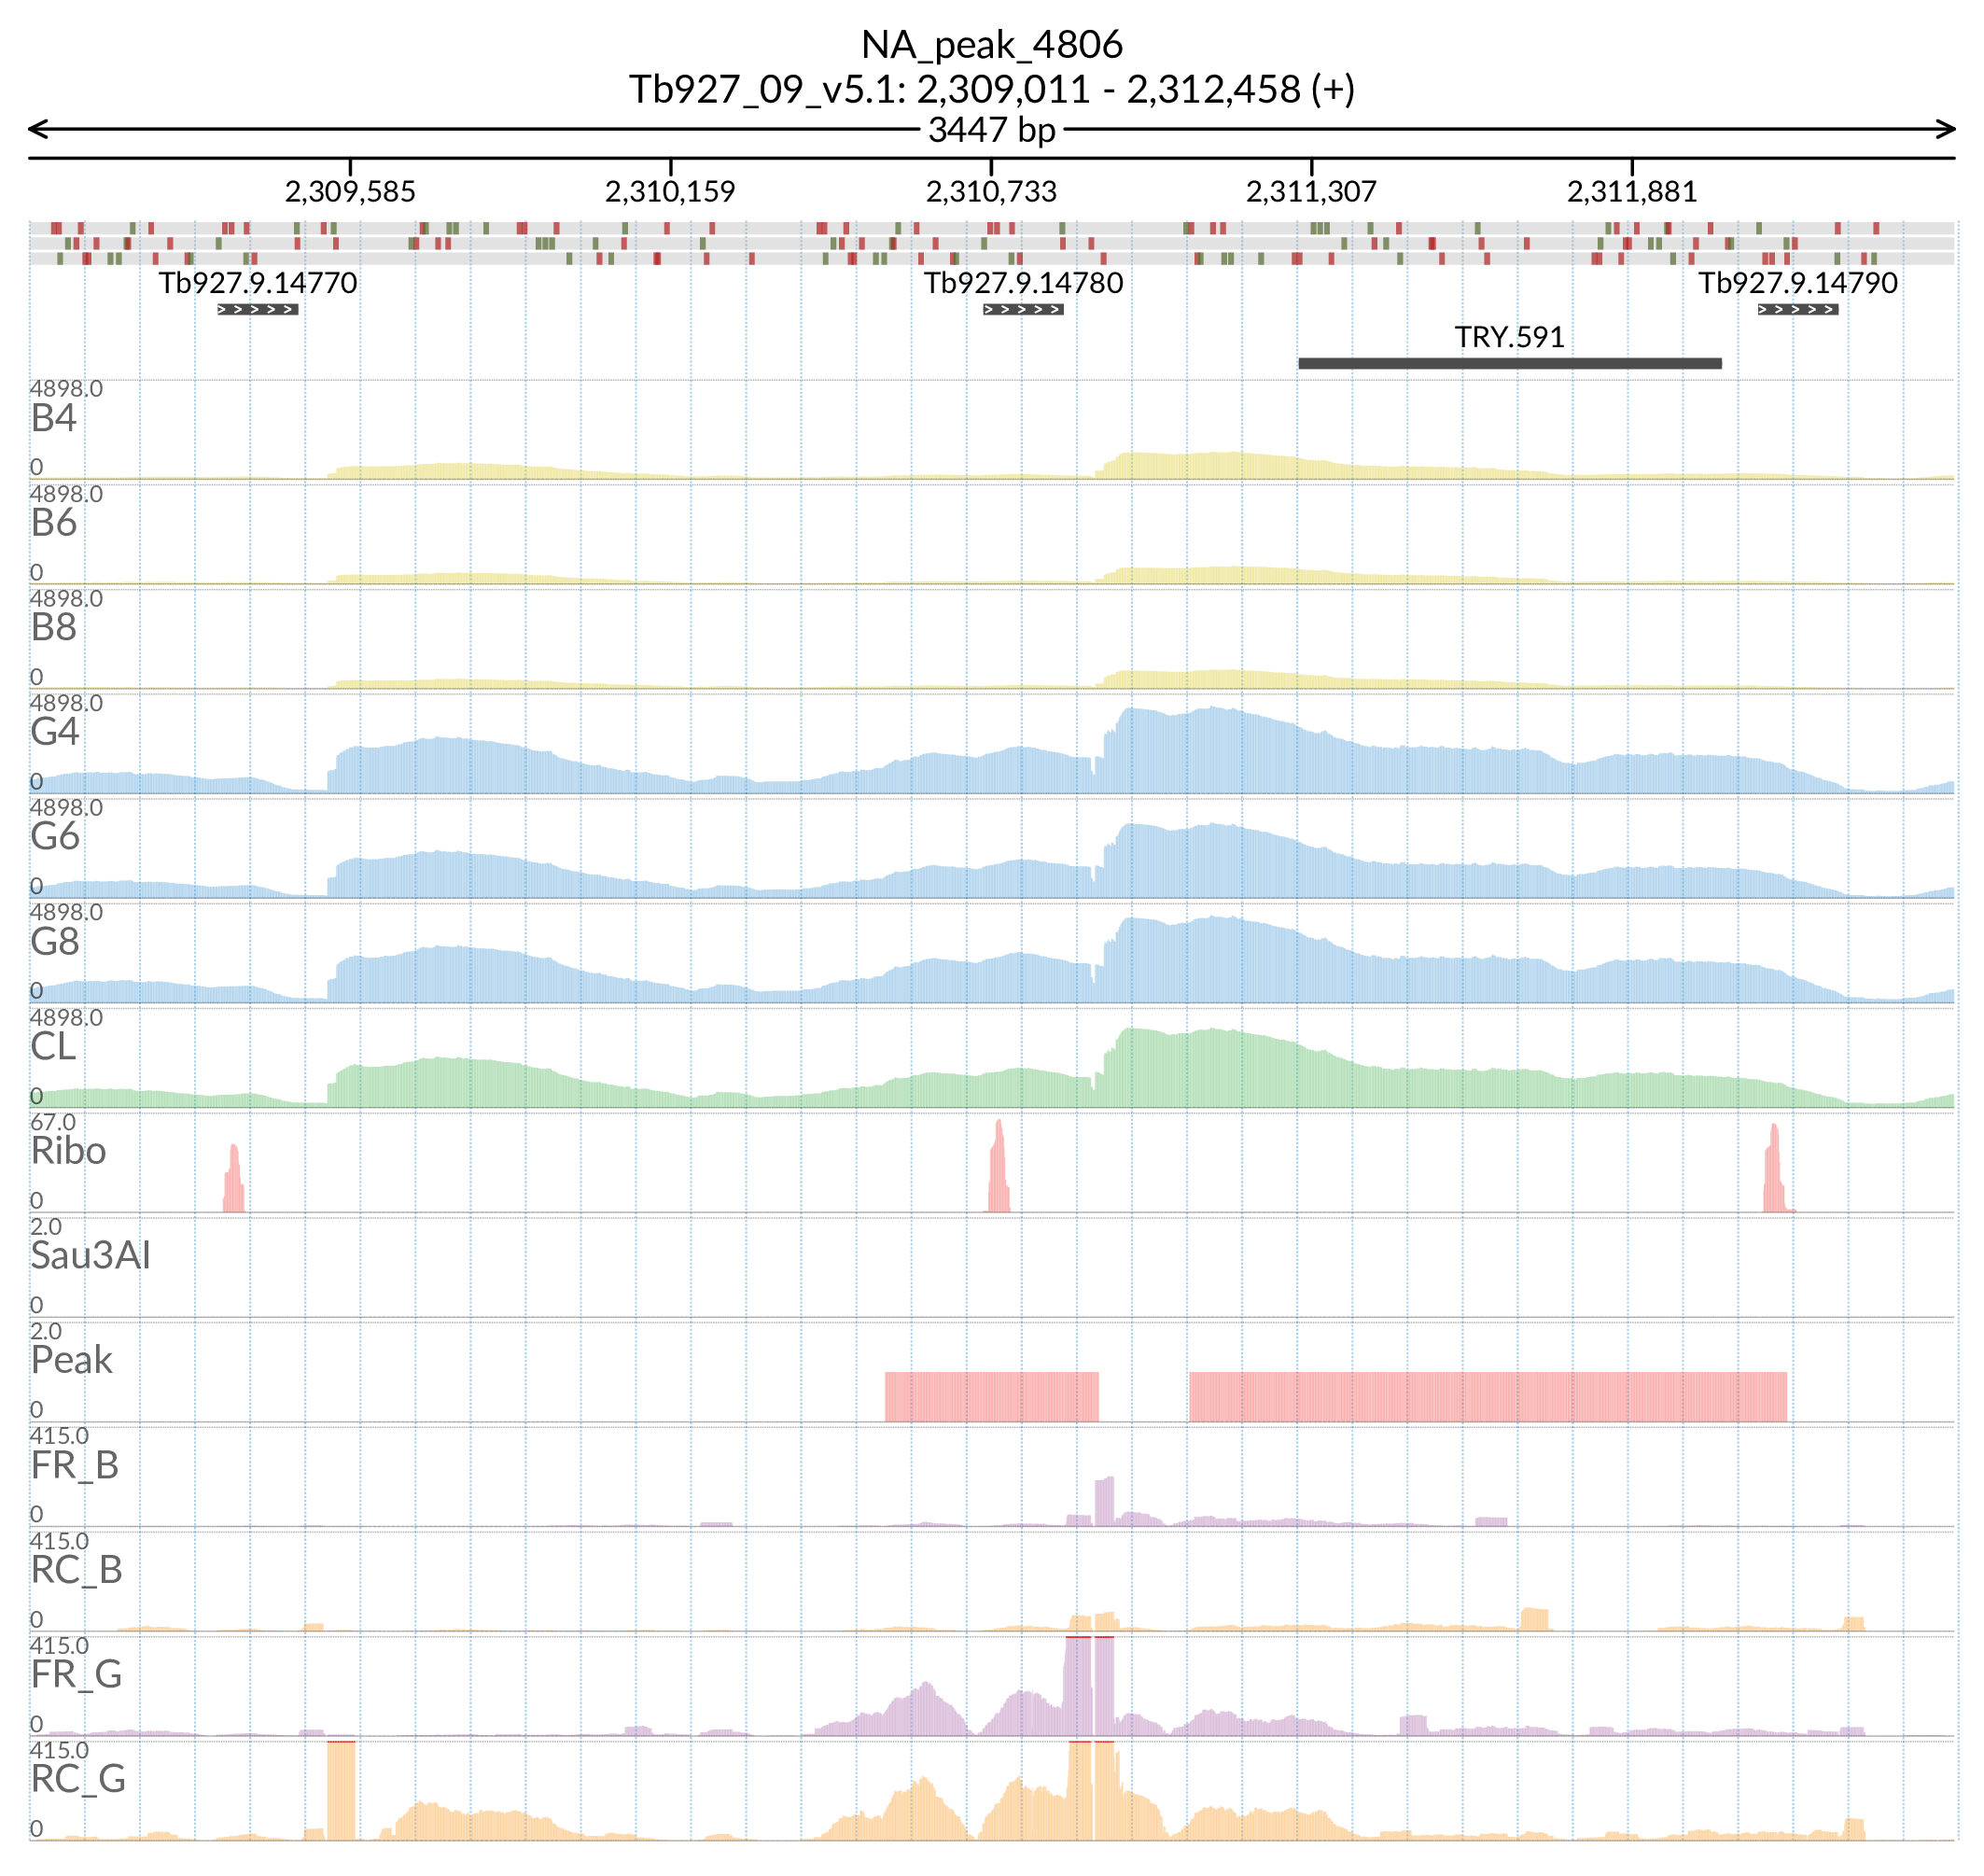 NA_peak_4806
Tb927_09_v5.1: 2,309,011 - 2,312,458 (+)
3447 bp
2,309,585 2,310,159 2,310,733 2,311,307 2,311,881
Tb927.9.14770 Tb927.9.14780 Tb927.9.14790
TRY.591
4898.0
B4
0
4898.0
B6
0
4898.0
B8
0
4898.0
G4
0
4898.0
G6
0
4898.0
G8
0
4898.0
CL
0
67.0
Ribo
0
2.0
Sau3AI
0
2.0
Peak
0
415.0
FR_B
0
415.0
RC_B
0
415.0
FR_G
0
415.0
RC_G
0